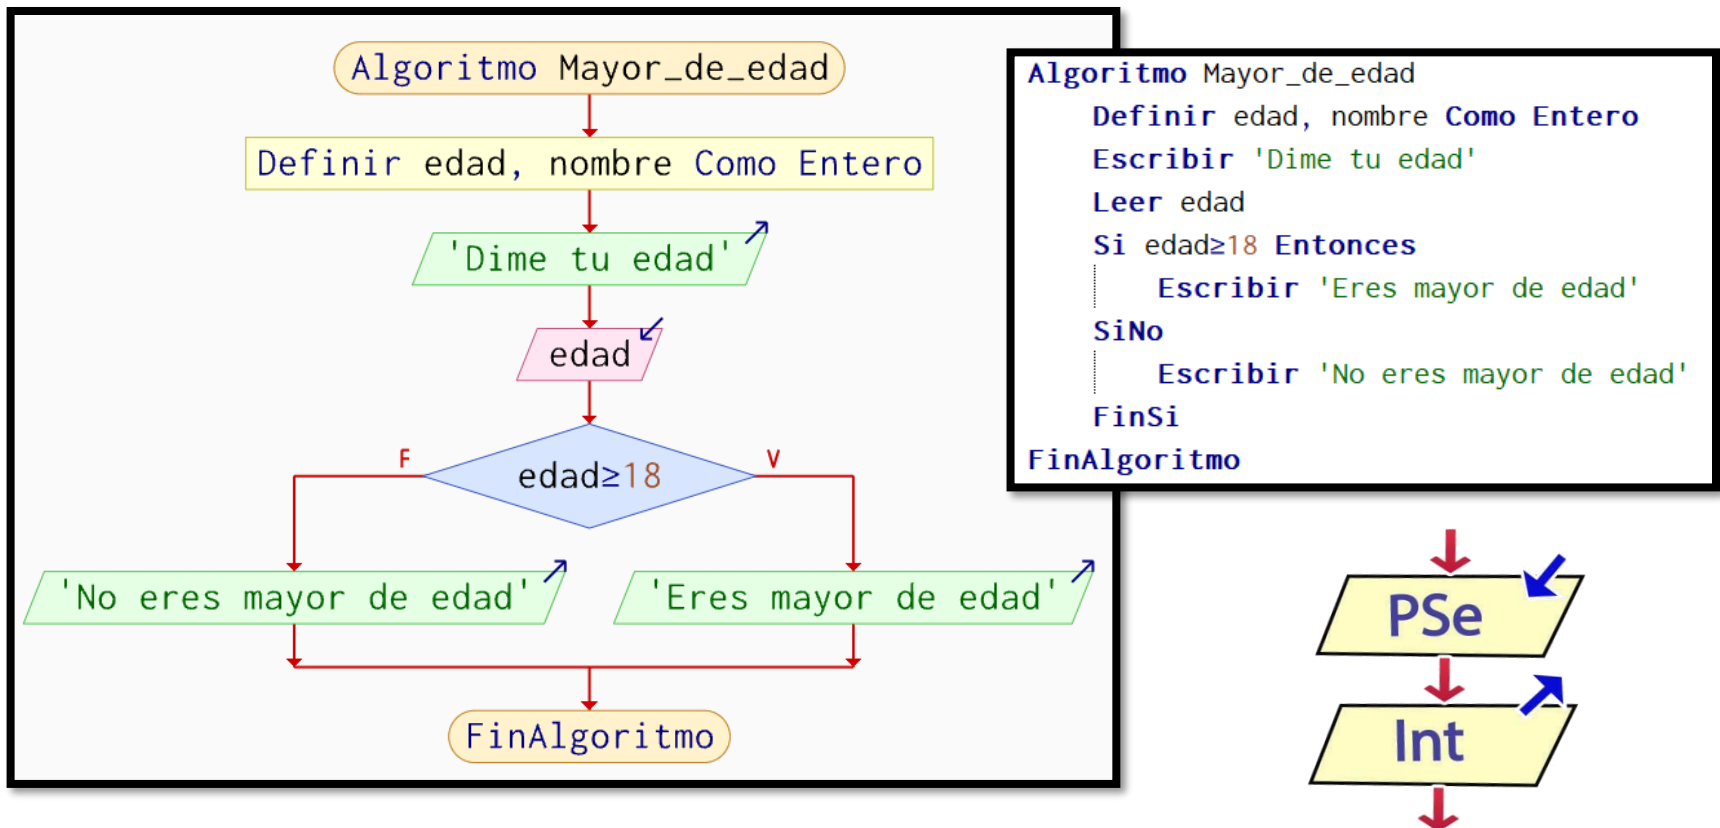 Algoritmo Mayor_de_edad
Definir edad, nombre Como Entero
'Dime tu edad'
edad
F
edad≥18
V
'No eres mayor de edad'
'Eres mayor de edad'
FinAlgoritmo
Algoritmo Mayor_de_edad
Definir edad, nombre Como Entero
Escribir 'Dime tu edad'
Leer edad
Si edad≥18 Entonces
Escribir 'Eres mayor de edad'
SiNo
Escribir 'No eres mayor de edad'
FinSi
FinAlgoritmo
PSe
Int